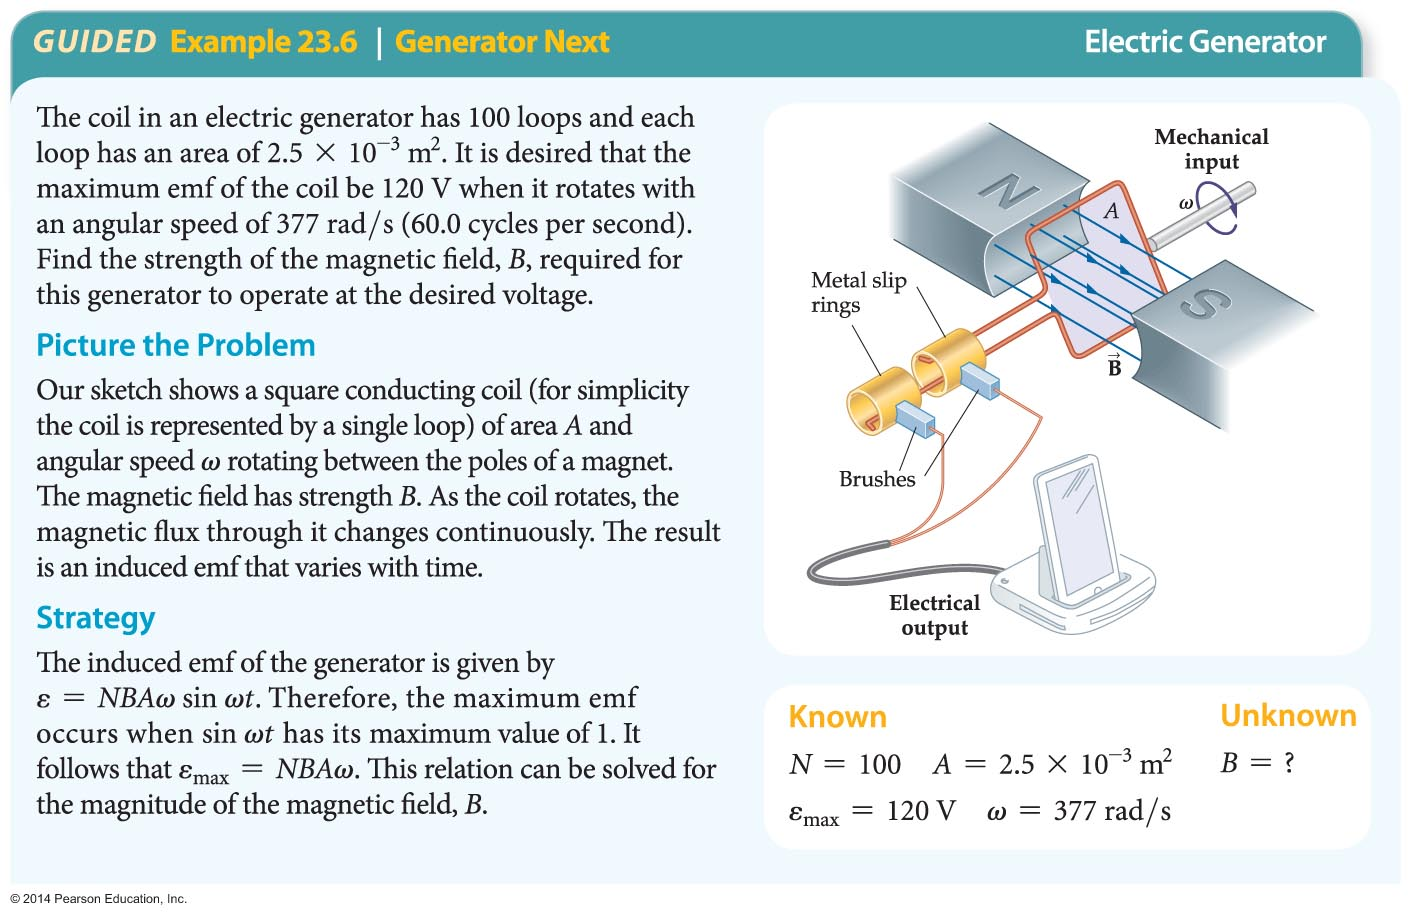 GUIDED Example 23.6 | Generator Next
Electric Generator
The coil in an electric generator has 100 loops and each
loop has an area of 2.5 × 10⁻³ m². It is desired that the
maximum emf of the coil be 120 V when it rotates with
an angular speed of 377 rad/s (60.0 cycles per second).
Find the strength of the magnetic field, B, required for
this generator to operate at the desired voltage.
Picture the Problem
Our sketch shows a square conducting coil (for simplicity
the coil is represented by a single loop) of area A and
angular speed ω rotating between the poles of a magnet.
The magnetic field has strength B. As the coil rotates, the
magnetic flux through it changes continuously. The result
is an induced emf that varies with time.
Strategy
The induced emf of the generator is given by
ε = NBAω sin ωt. Therefore, the maximum emf
occurs when sin ωt has its maximum value of 1. It
follows that εmax = NBAω. This relation can be solved for
the magnitude of the magnetic field, B.
Mechanical
input
N
A
ω
Metal slip
rings
S
B⃗
Brushes
Electrical
output
Known
Unknown
N = 100 A = 2.5 × 10⁻³ m² B = ?
εmax = 120 V ω = 377 rad/s
© 2014 Pearson Education, Inc.